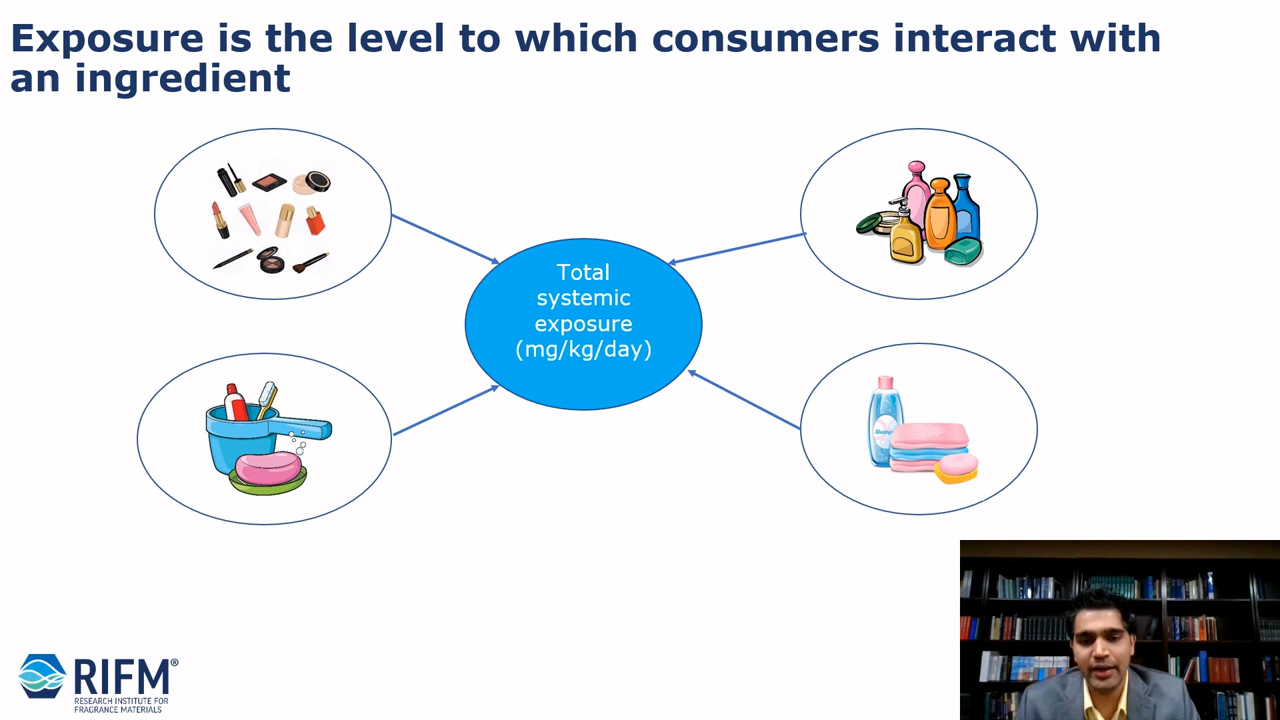 Exposure is the level to which consumers interact with
an ingredient
Total
systemic
exposure
(mg/kg/day)
RIFM®
RESEARCH INSTITUTE FOR
FRAGRANCE MATERIALS